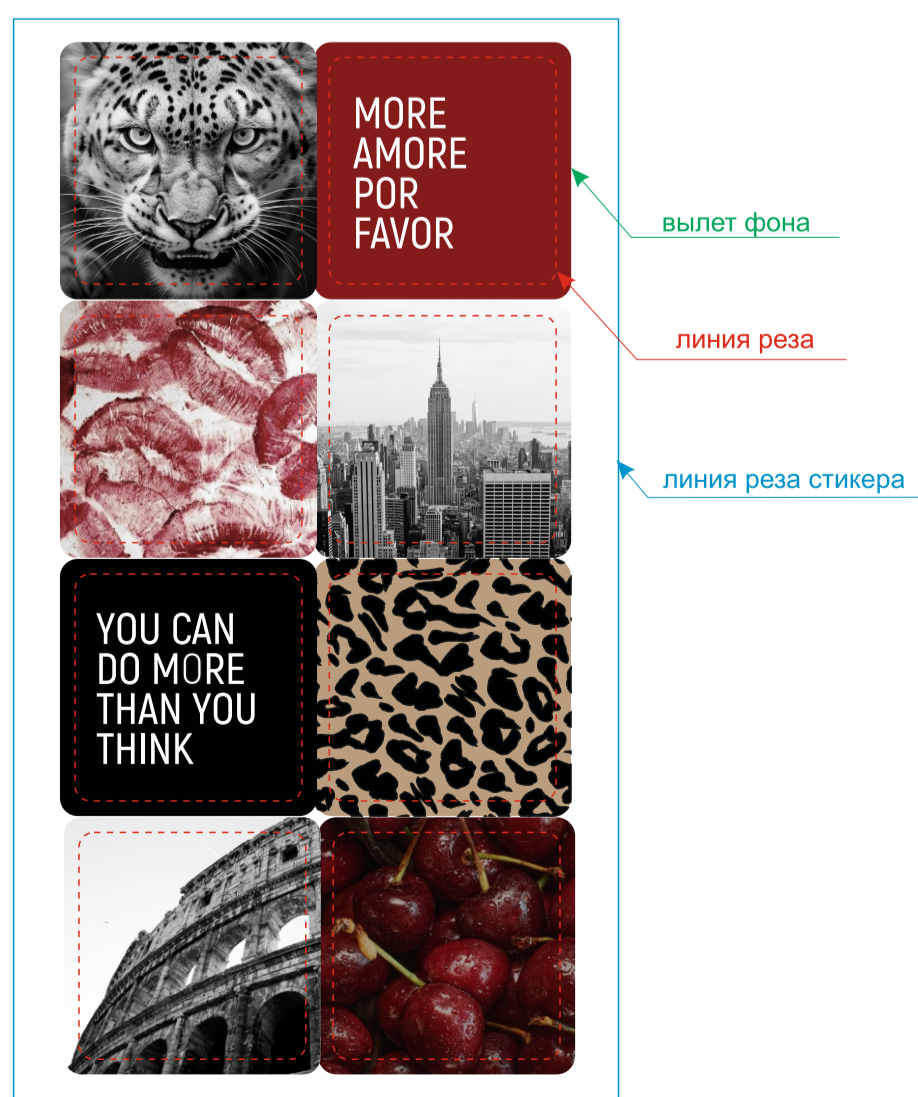 MORE
AMORE
POR
FAVOR
вылет фона
линия реза
линия реза стикера
YOU CAN
DO MORE
THAN YOU
THINK